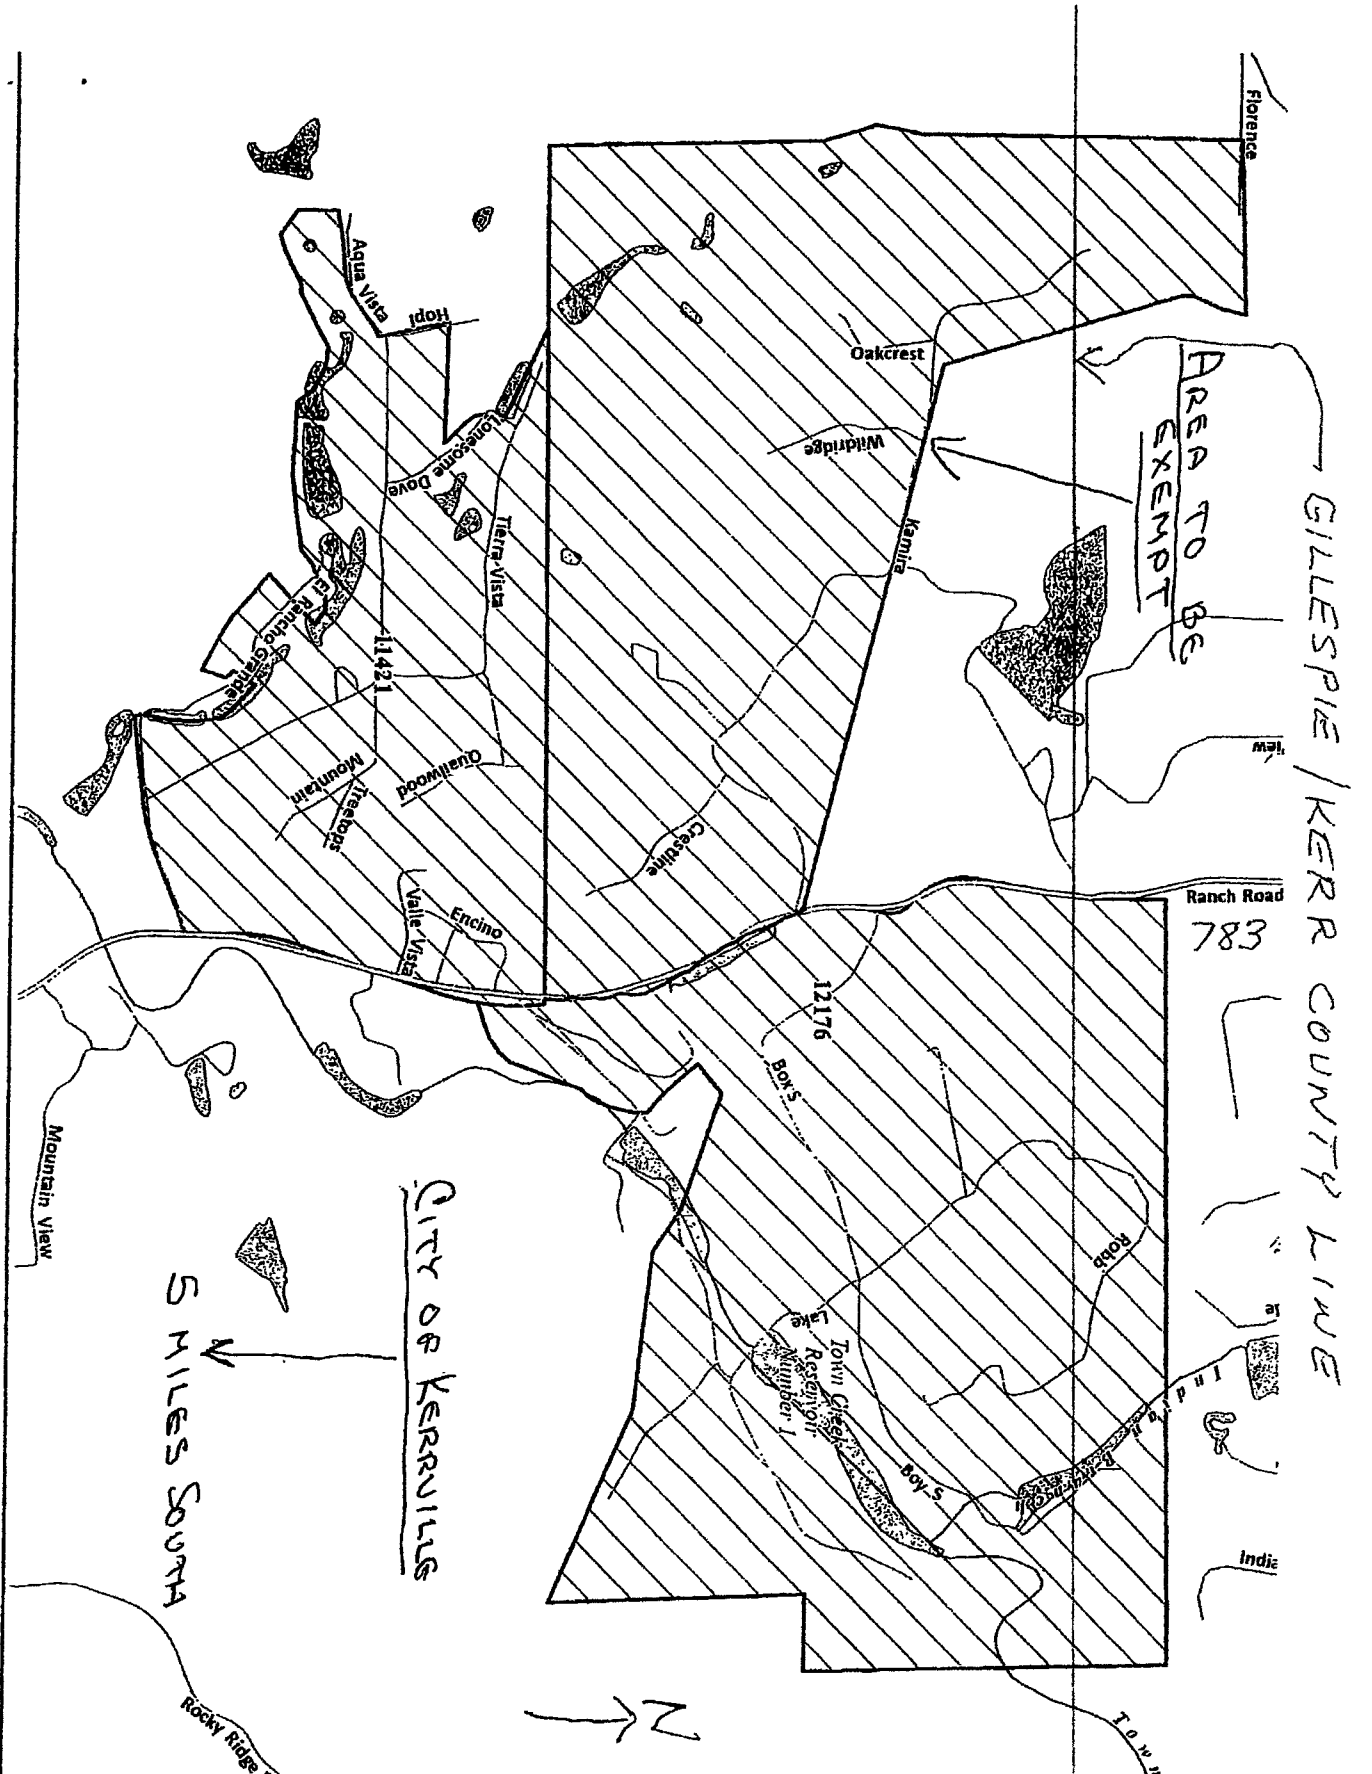 GILLESPIE / KERR COUNTY LINE
Florence
AREA TO BE
EXEMPT
Ranch Road
783
Oakcrest
Wildridge
Kamira
Crestline
12176
Box S
Robb
Lake
Town Creek
Reservoir
Number 1
Boy S
Indian Branch
India
Aqua Vista
Hopi
Lonesome Dove
Tierra Vista
El Rancho Grande
11421
Quailwood
Mountain
Treetops
Valle Vista
Encino
CITY OF KERRVILLE
5 MILES SOUTH
Mountain View
Rocky Ridge
N